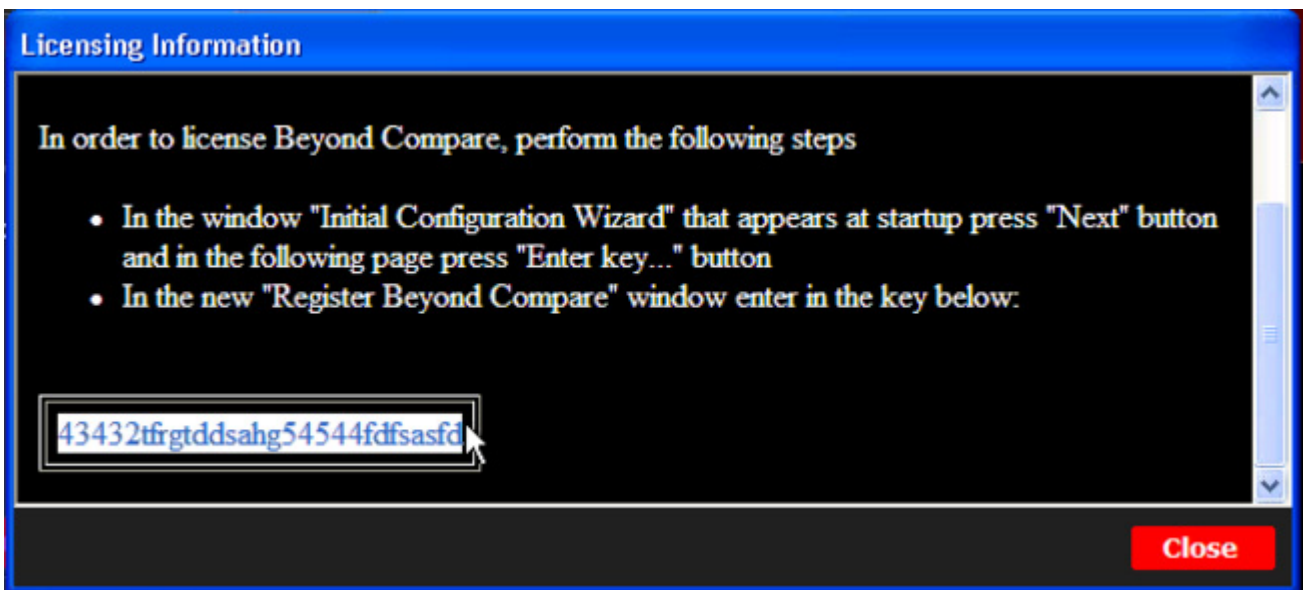 Licensing Information
In order to license Beyond Compare, perform the following steps
• In the window "Initial Configuration Wizard" that appears at startup press "Next" button
and in the following page press "Enter key..." button
• In the new "Register Beyond Compare" window enter in the key below:
43432tfrgtddsahg54544fdfsasfd
Close